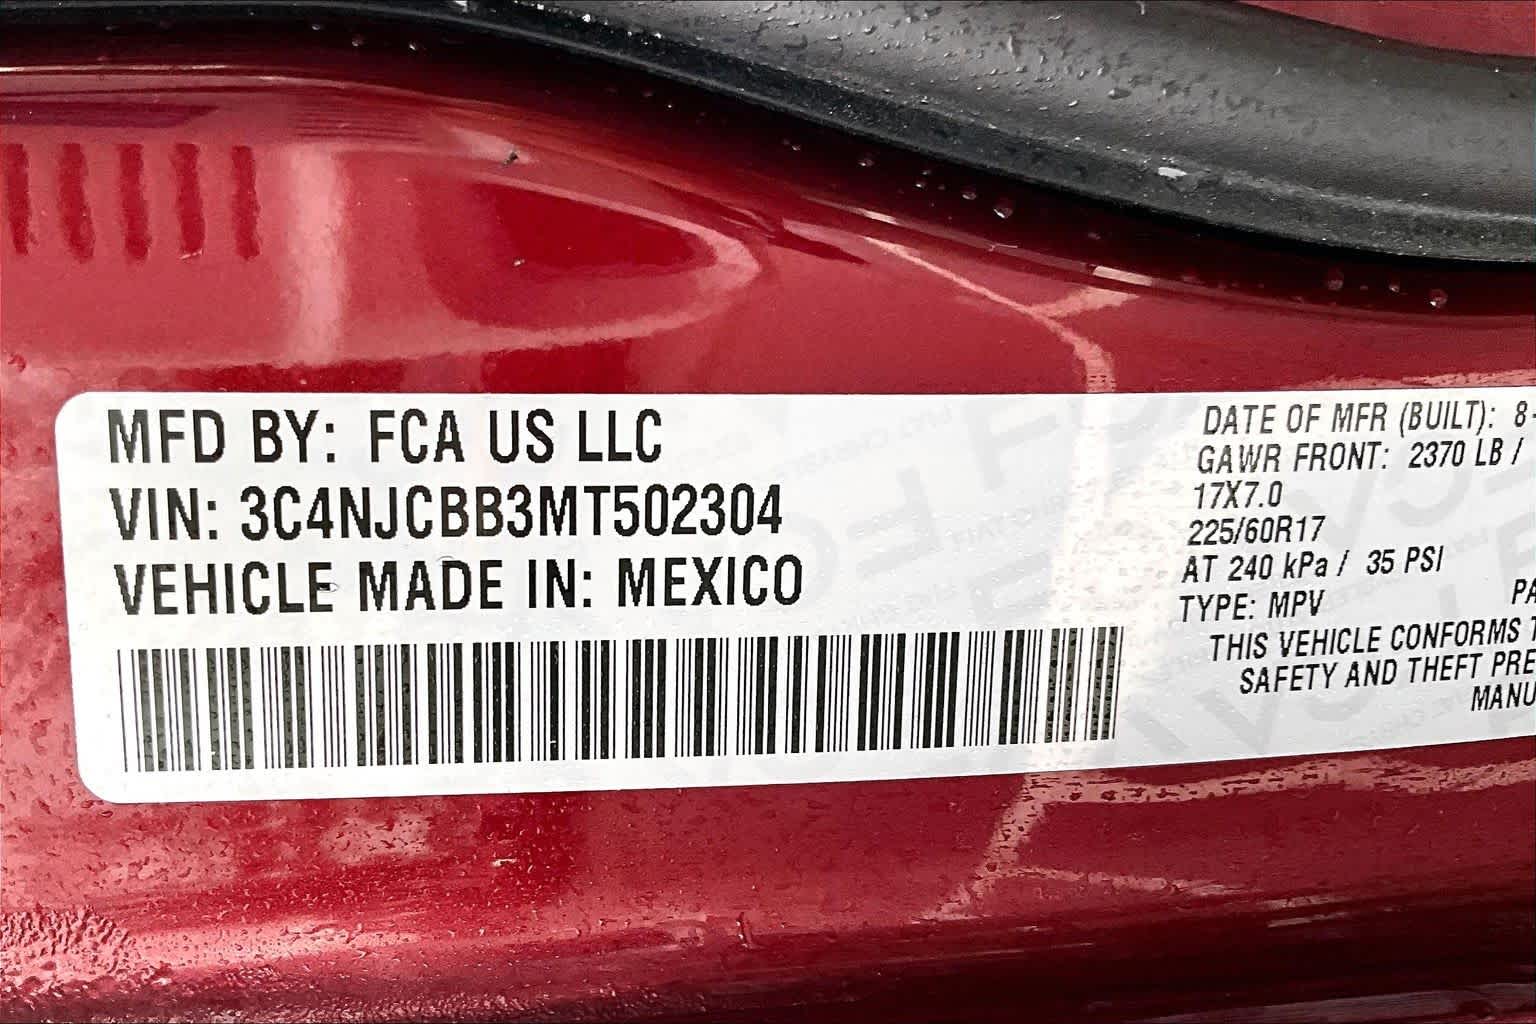 MFD BY: FCA US LLC
VIN: 3C4NJCBB3MT502304
VEHICLE MADE IN: MEXICO
DATE OF MFR (BUILT): 8-
GAWR FRONT: 2370 LB /
17X7.0
225/60R17
AT 240 kPa / 35 PSI
TYPE: MPV
THIS VEHICLE CONFORMS
SAFETY AND THEFT